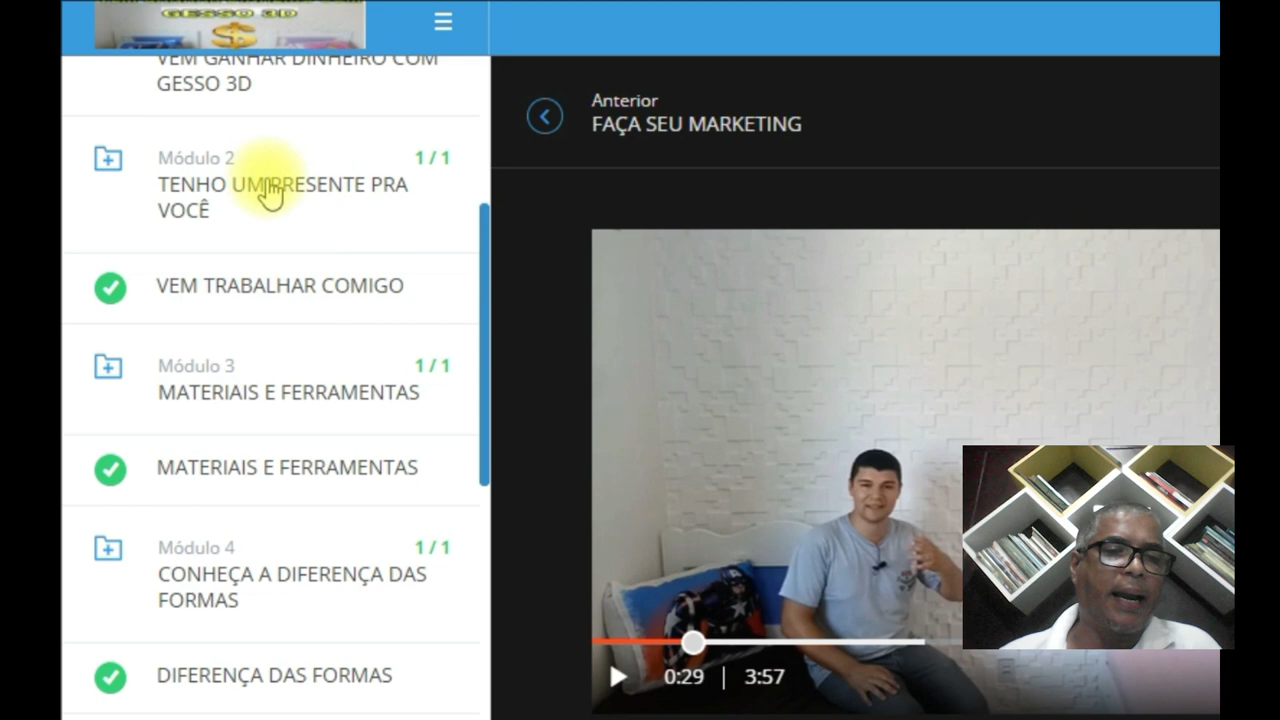 GESSO 3D
VEM GANHAR DINHEIRO COM
GESSO 3D
Módulo 2 1 / 1
TENHO UM PRESENTE PRA
VOCÊ
VEM TRABALHAR COMIGO
Módulo 3 1 / 1
MATERIAIS E FERRAMENTAS
MATERIAIS E FERRAMENTAS
Módulo 4 1 / 1
CONHEÇA A DIFERENÇA DAS
FORMAS
DIFERENÇA DAS FORMAS
Anterior
FAÇA SEU MARKETING
0:29 | 3:57